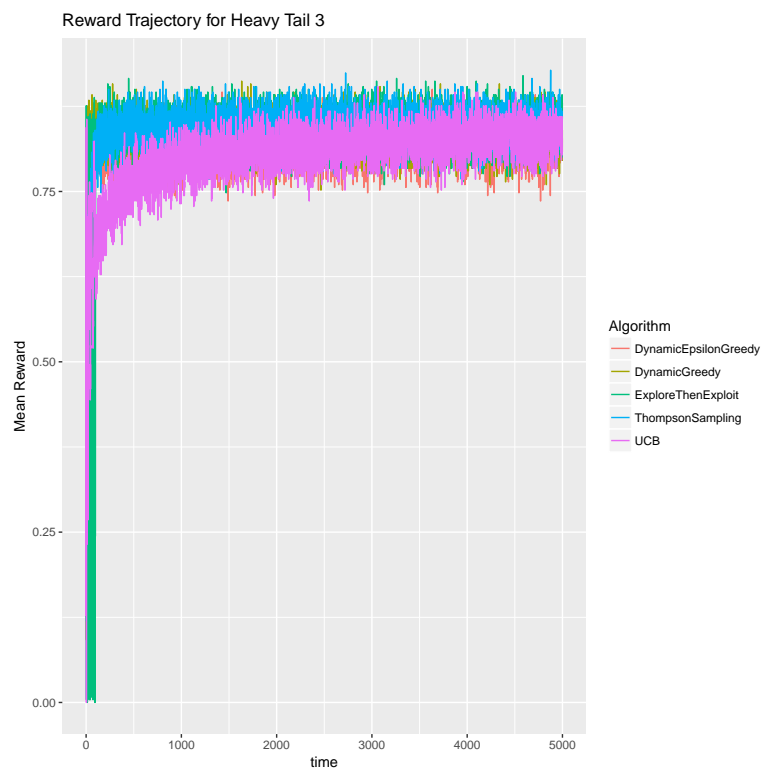 Reward Trajectory for Heavy Tail 3
Mean Reward
0.75
0.50
0.25
0.00
0 1000 2000 3000 4000 5000
time
Algorithm
DynamicEpsilonGreedy
DynamicGreedy
ExploreThenExploit
ThompsonSampling
UCB